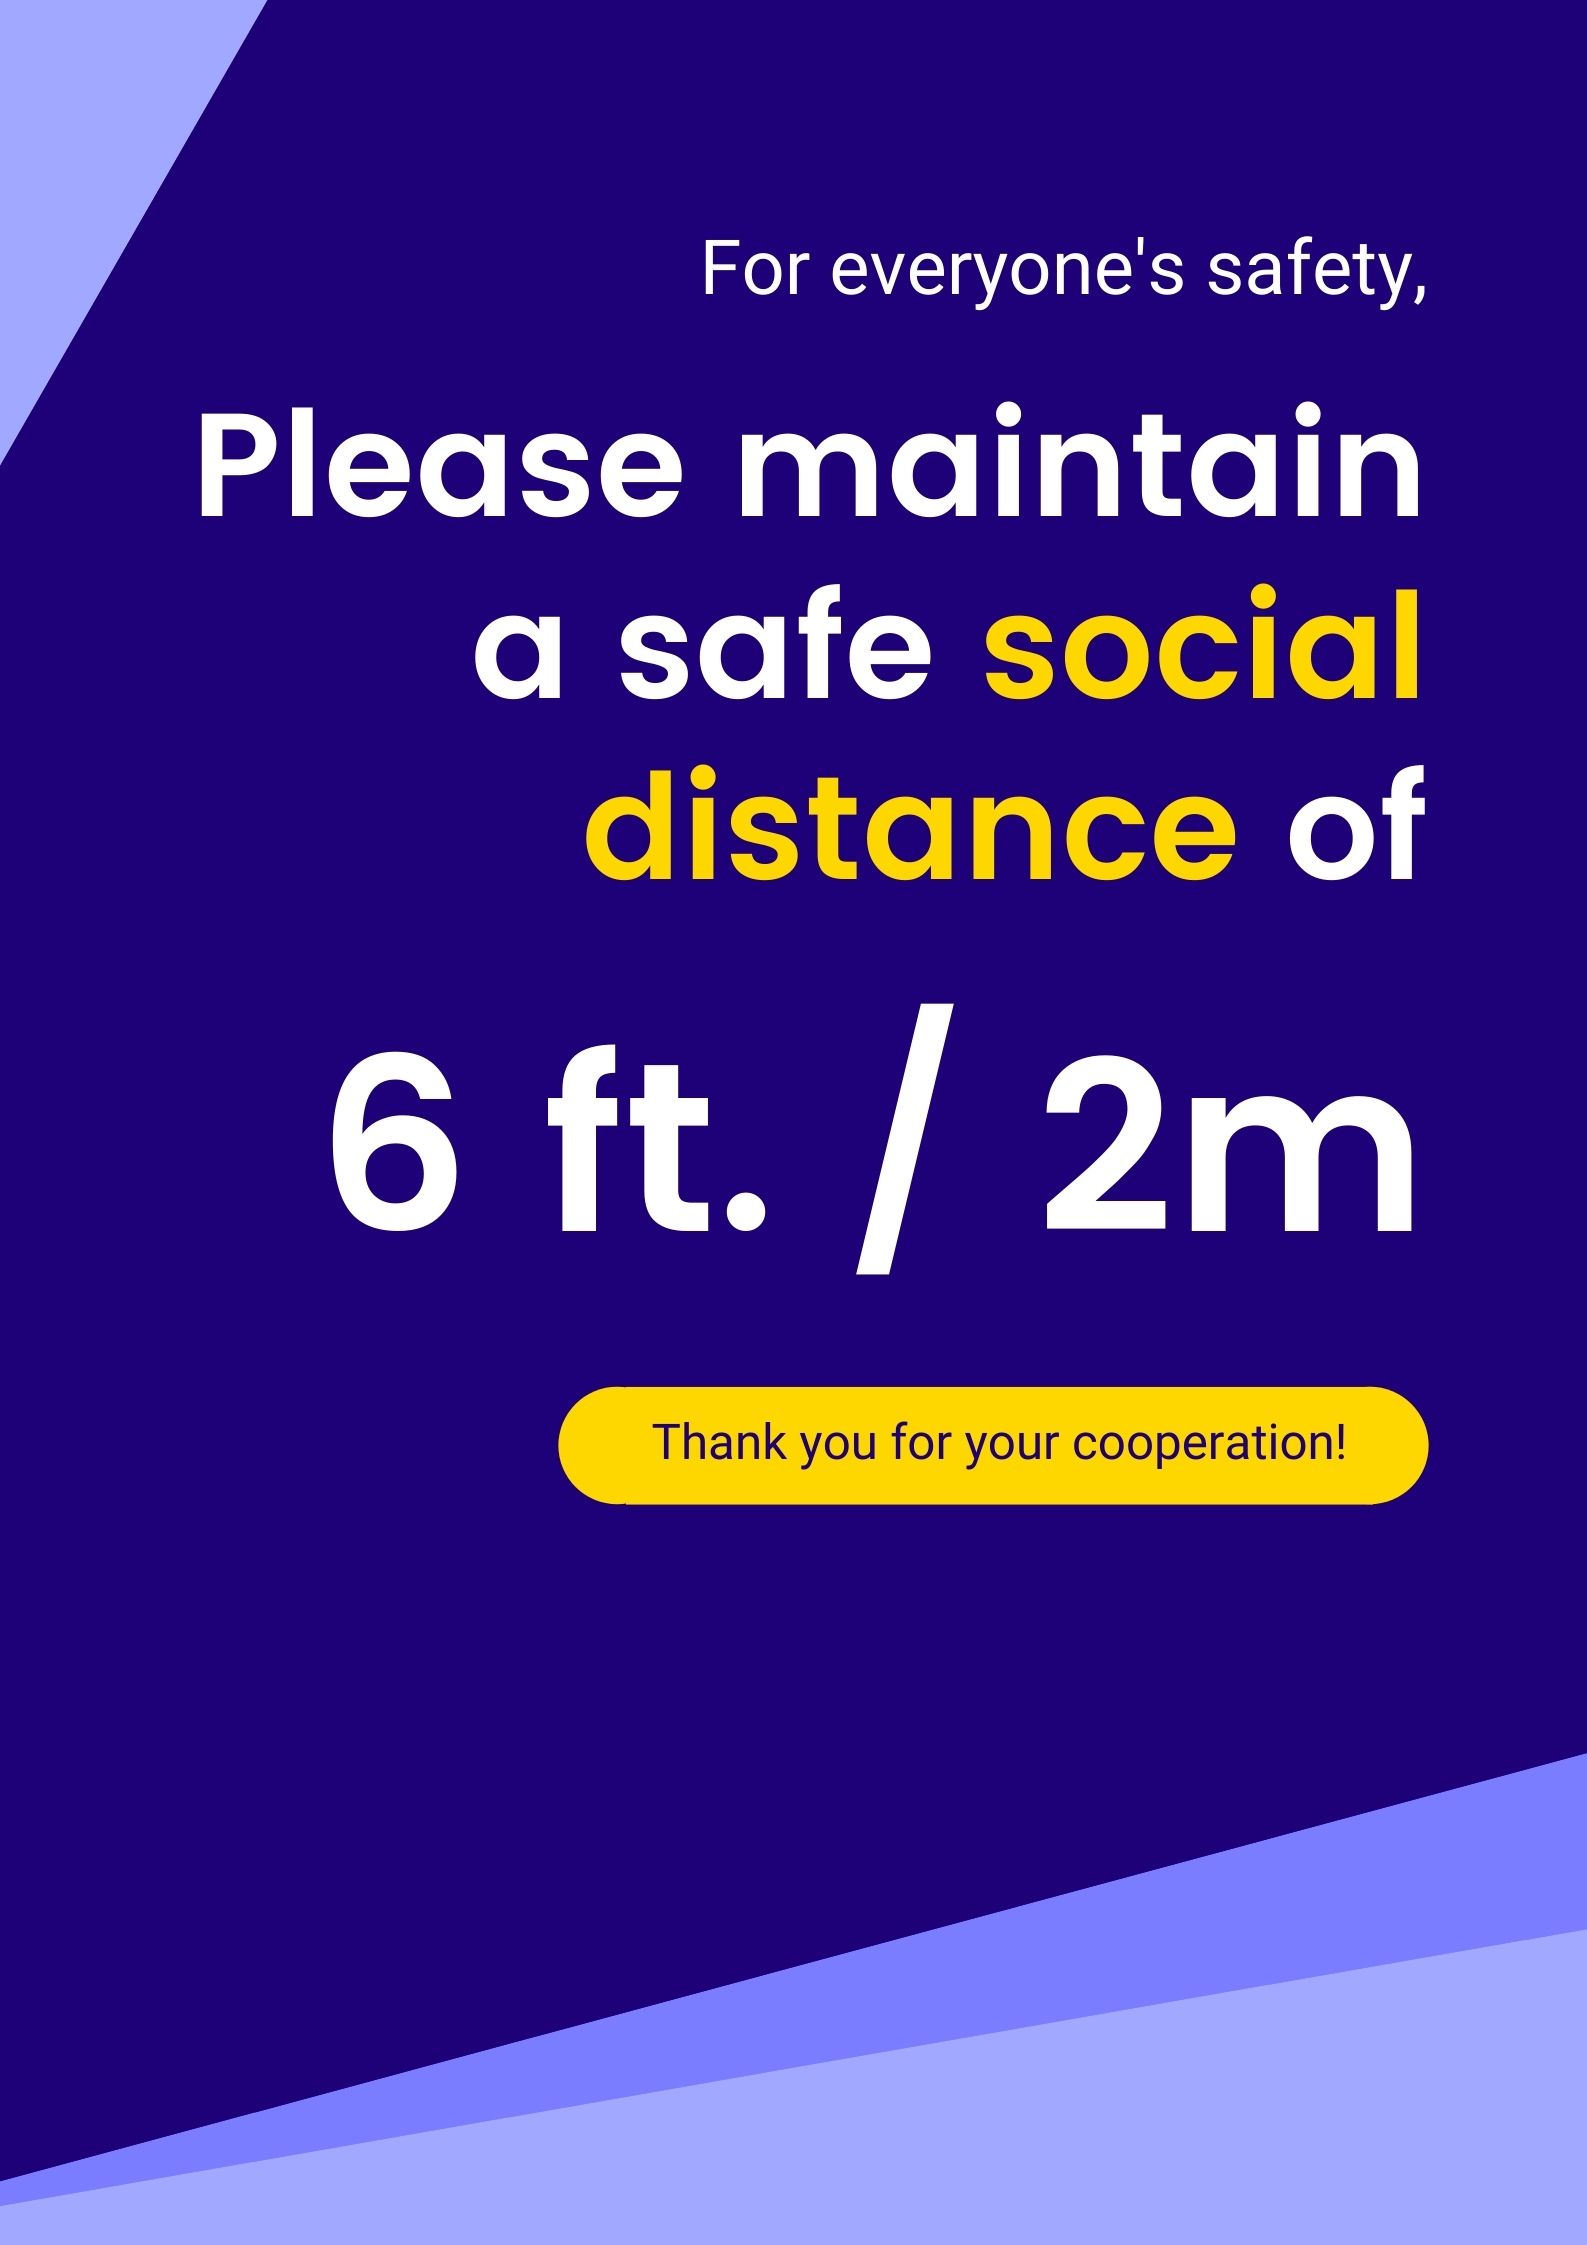 For everyone's safety,
Please maintain
a safe social
distance of
6 ft. / 2m
Thank you for your cooperation!